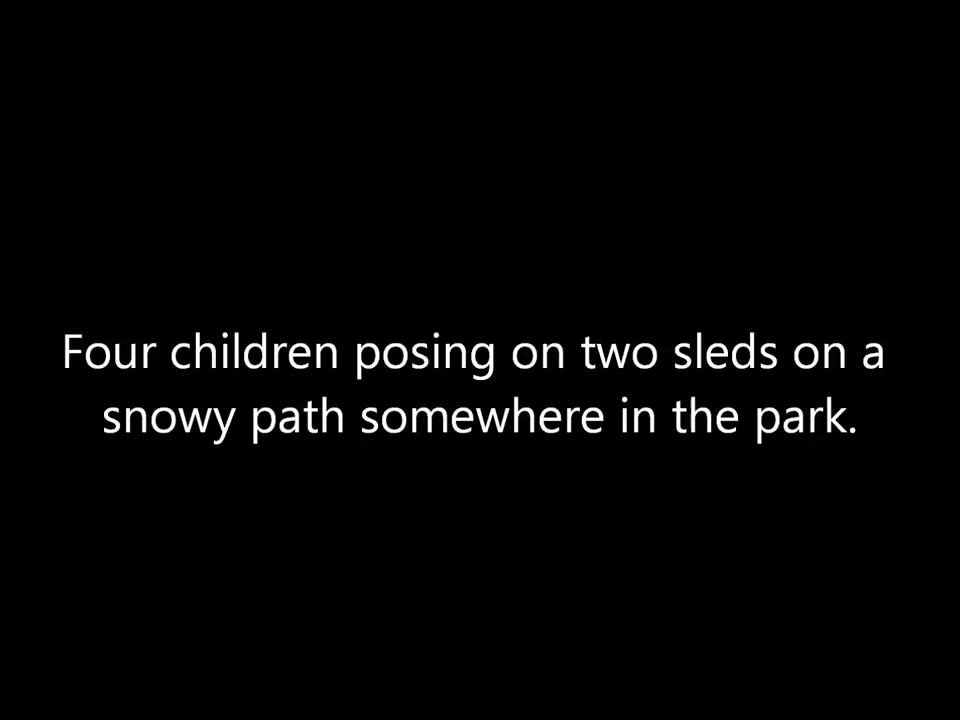 Four children posing on two sleds on a
snowy path somewhere in the park.